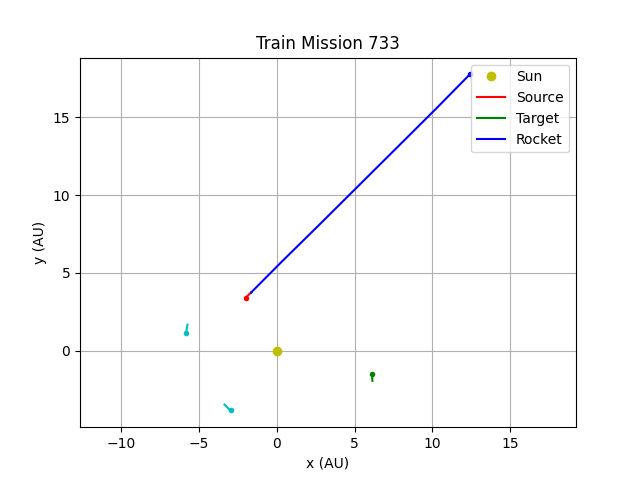 Train Mission 733
Sun
Source
Target
Rocket
15
10
5
0
y (AU)
−10
−5
0
5
10
15
x (AU)